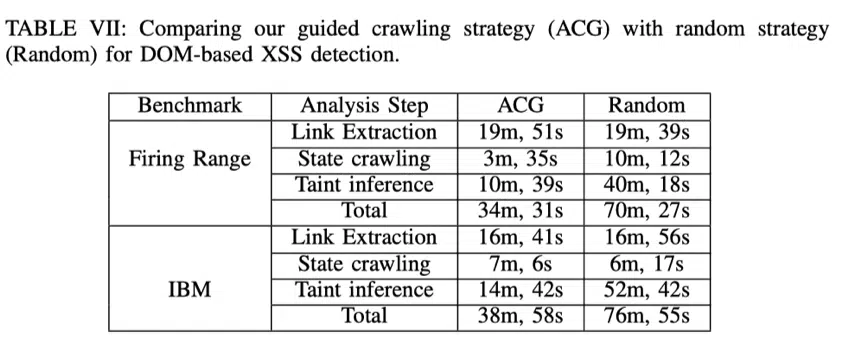 TABLE VII: Comparing our guided crawling strategy (ACG) with random strategy
(Random) for DOM-based XSS detection.
Benchmark Analysis Step ACG Random
Link Extraction 19m, 51s 19m, 39s
Firing Range State crawling 3m, 35s 10m, 12s
Taint inference 10m, 39s 40m, 18s
Total 34m, 31s 70m, 27s
Link Extraction 16m, 41s 16m, 56s
State crawling 7m, 6s 6m, 17s
IBM Taint inference 14m, 42s 52m, 42s
Total 38m, 58s 76m, 55s